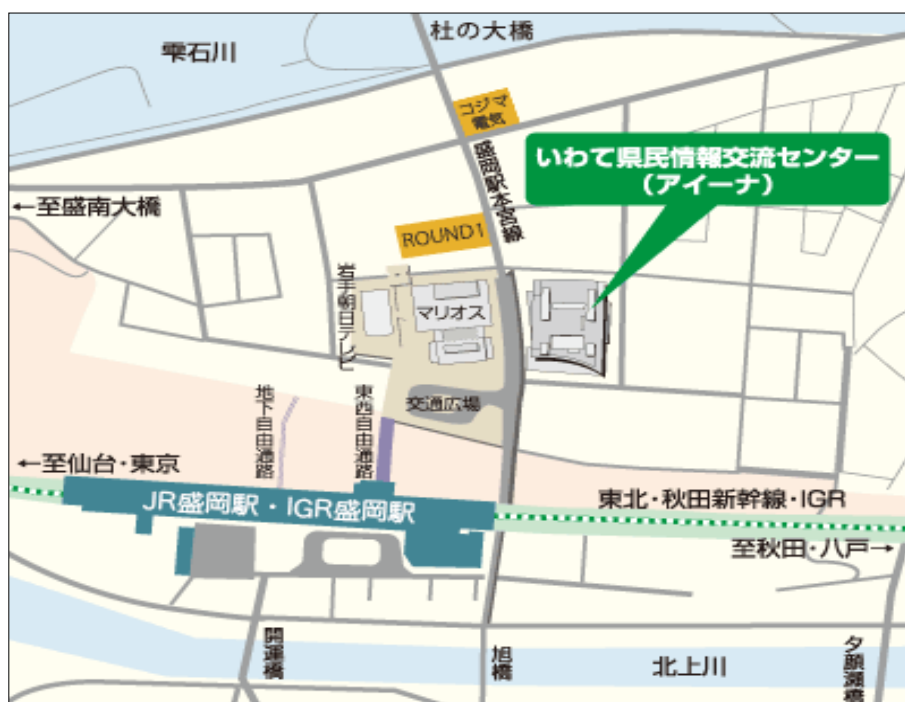 雫石川
杜の大橋
コジマ
電気
盛岡駅本宮線
いわて県民情報交流センター
(アイーナ)
←至盛南大橋
ROUND1
岩手朝日テレビ
マリオス
交通広場
地下自由通路
東西自由通路
←至仙台・東京
JR盛岡駅・IGR盛岡駅
東北・秋田新幹線・IGR
至秋田・八戸→
開運橋
旭橋
北上川
夕顔瀬橋